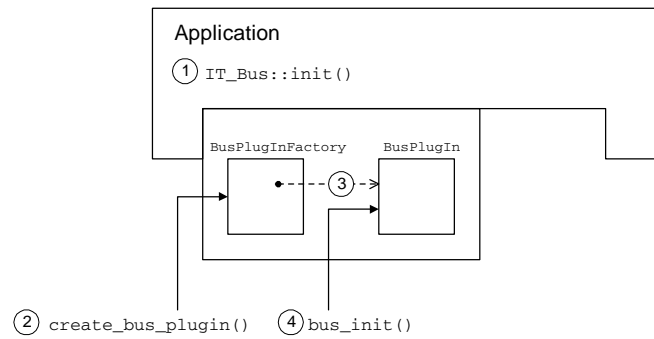 Application
1 IT_Bus::init()
BusPlugInFactory BusPlugIn
3
2 create_bus_plugin() 4 bus_init()